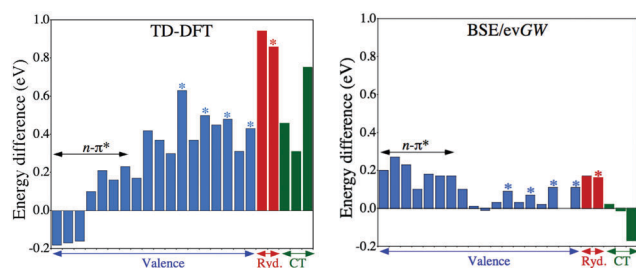 TD-DFT
Energy difference (eV)
1.0
0.8
0.6
0.4
0.2
0.0
-0.2
n-π*
* * * * *
Valence Ryd. CT
BSE/evGW
Energy difference (eV)
1.0
0.8
0.6
0.4
0.2
0.0
-0.2
n-π*
* * * * *
Valence Ryd. CT